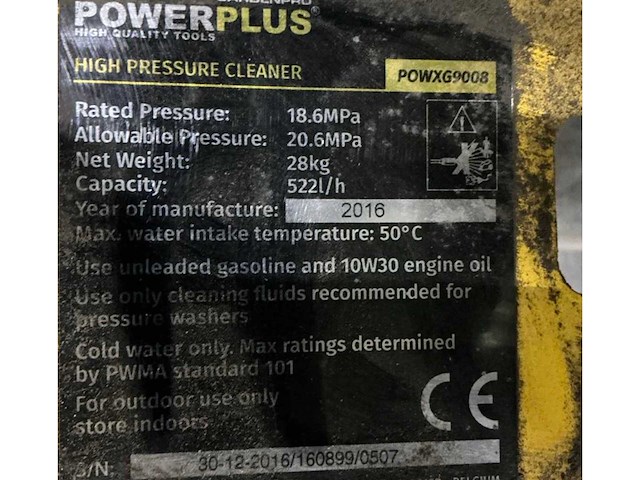 POWERPLUS®
HIGH QUALITY TOOLS
HIGH PRESSURE CLEANER
POWXG9008
Rated Pressure: 18.6MPa
Allowable Pressure: 20.6MPa
Net Weight: 28kg
Capacity: 522l/h
Year of manufacture: 2016
Max. water intake temperature: 50°C
Use unleaded gasoline and 10W30 engine oil
Use only cleaning fluids recommended for
pressure washers
Cold water only. Max ratings determined
by PWMA standard 101
For outdoor use only
store indoors
CE
S/N: 30-12-2016/160899/0507
BELGIUM